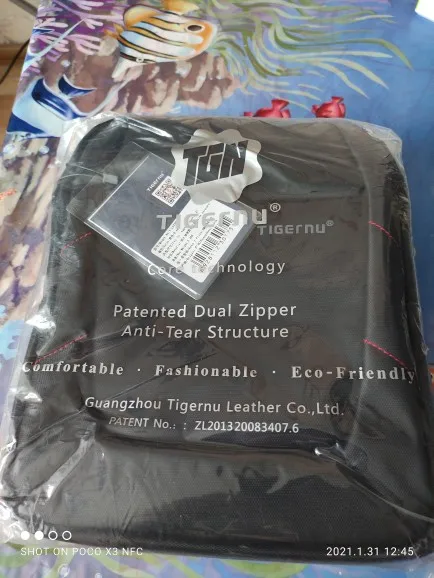 TGN
Tigernu
TIGERNU®
TIGERNU®
Core technology
Patented Dual Zipper
Anti-Tear Structure
Comfortable · Fashionable · Eco-Friendly
Guangzhou Tigernu Leather Co.,Ltd.
PATENT No.: : ZL201320083407.6
SHOT ON POCO X3 NFC
2021.1.31 12:45